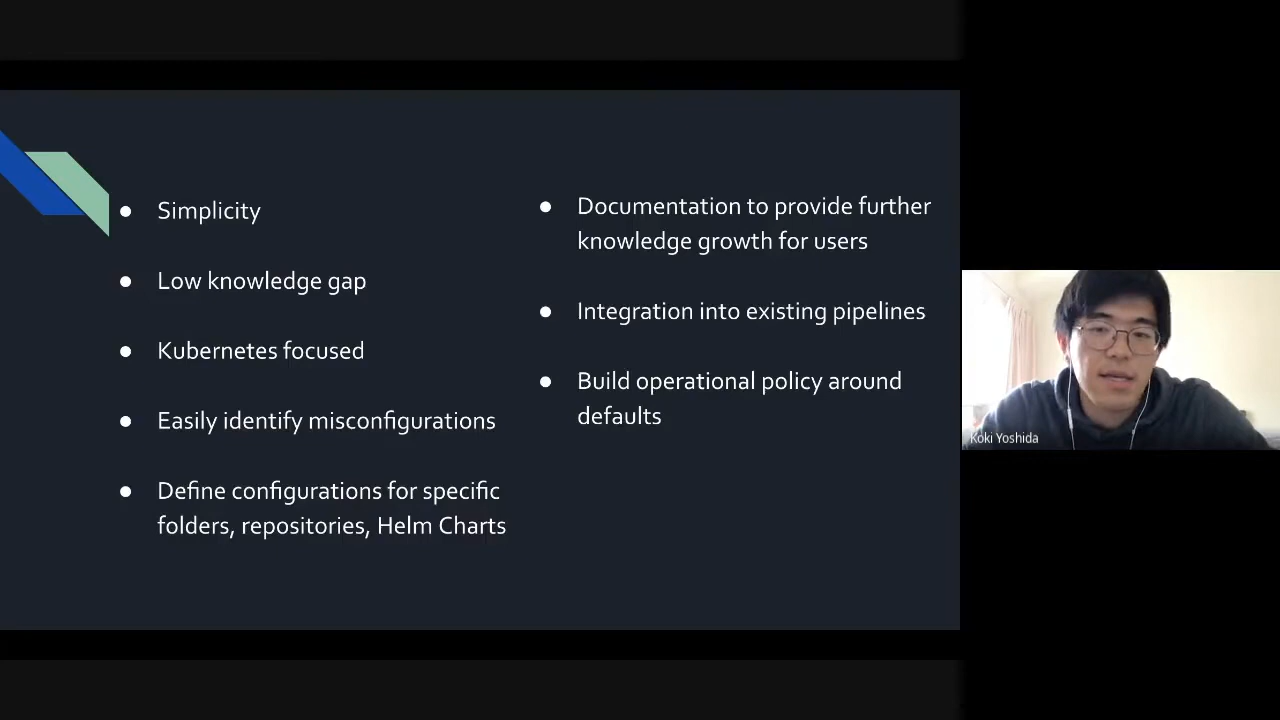 ● Simplicity
● Low knowledge gap
● Kubernetes focused
● Easily identify misconfigurations
● Define configurations for specific
folders, repositories, Helm Charts
● Documentation to provide further
knowledge growth for users
● Integration into existing pipelines
● Build operational policy around
defaults
Koki Yoshida